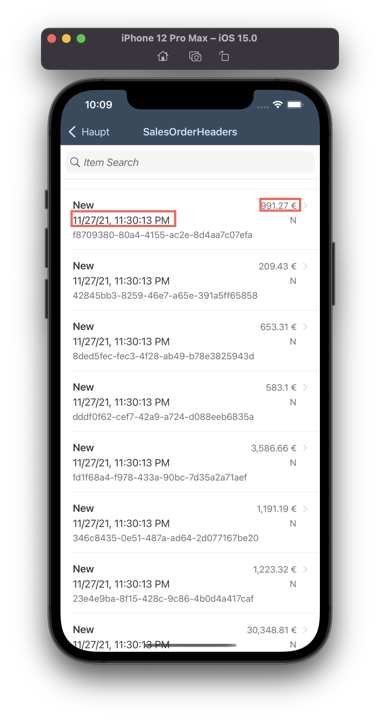 iPhone 12 Pro Max – iOS 15.0
10:09
Haupt SalesOrderHeaders
Item Search
New 991.27 €
11/27/21, 11:30:13 PM N
f8709380-80a4-4155-ac2e-8d4aa7c07efa
New 209.43 €
11/27/21, 11:30:13 PM N
42845bb3-8259-46e7-a65e-391a5ff65858
New 653.31 €
11/27/21, 11:30:13 PM N
8ded5fec-fec3-4f28-ab49-b78e3825943d
New 583.1 €
11/27/21, 11:30:13 PM N
dddf0f62-cef7-42a9-a724-d088eeb6835a
New 3,586.66 €
11/27/21, 11:30:13 PM N
fd1f68a4-f978-433a-90bc-7d35a2a71aef
New 1,191.19 €
11/27/21, 11:30:13 PM N
346c8435-0e51-487a-ad64-2d077167be20
New 1,223.32 €
11/27/21, 11:30:13 PM N
23e4e9ba-8f15-428c-9c86-4b0d4a417caf
New 30,348.81 €
11/27/21, 11:30:13 PM N